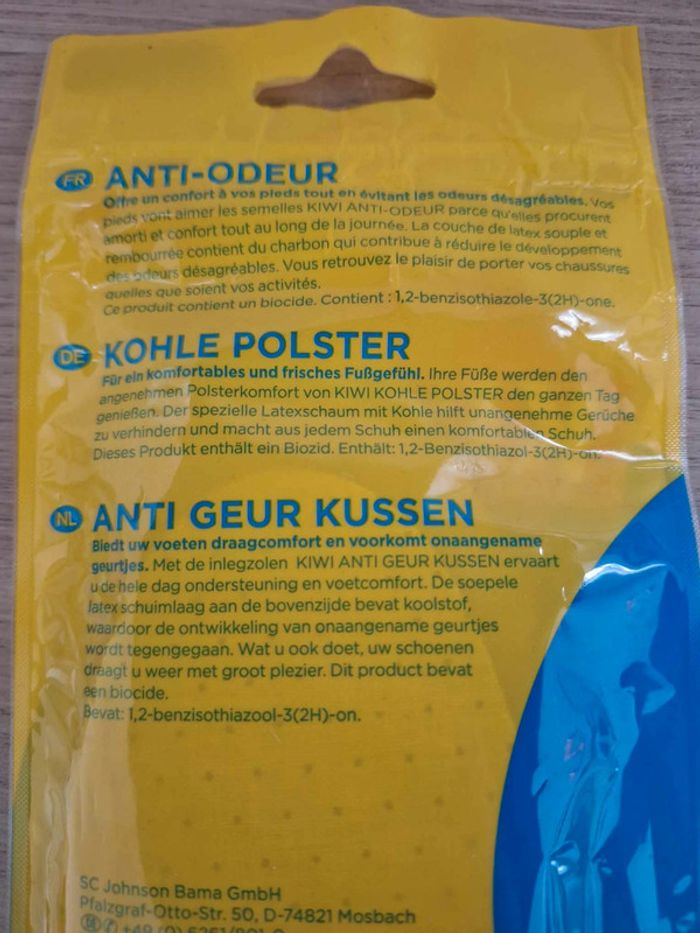 FR ANTI-ODEUR
Offre un confort à vos pieds tout en évitant les odeurs désagréables. Vos
pieds vont aimer les semelles KIWI ANTI-ODEUR parce qu'elles procurent
amorti et confort tout au long de la journée. La couche de latex souple et
rembourrée contient du charbon qui contribue à réduire le développement
des odeurs désagréables. Vous retrouvez le plaisir de porter vos chaussures
quelles que soient vos activités.
Ce produit contient un biocide. Contient : 1,2-benzisothiazole-3(2H)-one.
DE KOHLE POLSTER
Für ein komfortables und frisches Fußgefühl. Ihre Füße werden den
angenehmen Polsterkomfort von KIWI KOHLE POLSTER den ganzen Tag
genießen. Der spezielle Latexschaum mit Kohle hilft unangenehme Gerüche
zu verhindern und macht aus jedem Schuh einen komfortablen Schuh.
Dieses Produkt enthält ein Biozid. Enthält: 1,2-Benzisothiazol-3(2H)-on.
NL ANTI GEUR KUSSEN
Biedt uw voeten draagcomfort en voorkomt onaangename
geurtjes. Met de inlegzolen KIWI ANTI GEUR KUSSEN ervaart
u de hele dag ondersteuning en voetcomfort. De soepele
latex schuimlaag aan de bovenzijde bevat koolstof,
waardoor de ontwikkeling van onaangename geurtjes
wordt tegengegaan. Wat u ook doet, uw schoenen
draagt u weer met groot plezier. Dit product bevat
een biocide.
Bevat: 1,2-benzisothiazool-3(2H)-on.
SC Johnson Bama GmbH
Pfalzgraf-Otto-Str. 50, D-74821 Mosbach
+49 (0) 6261/801-0